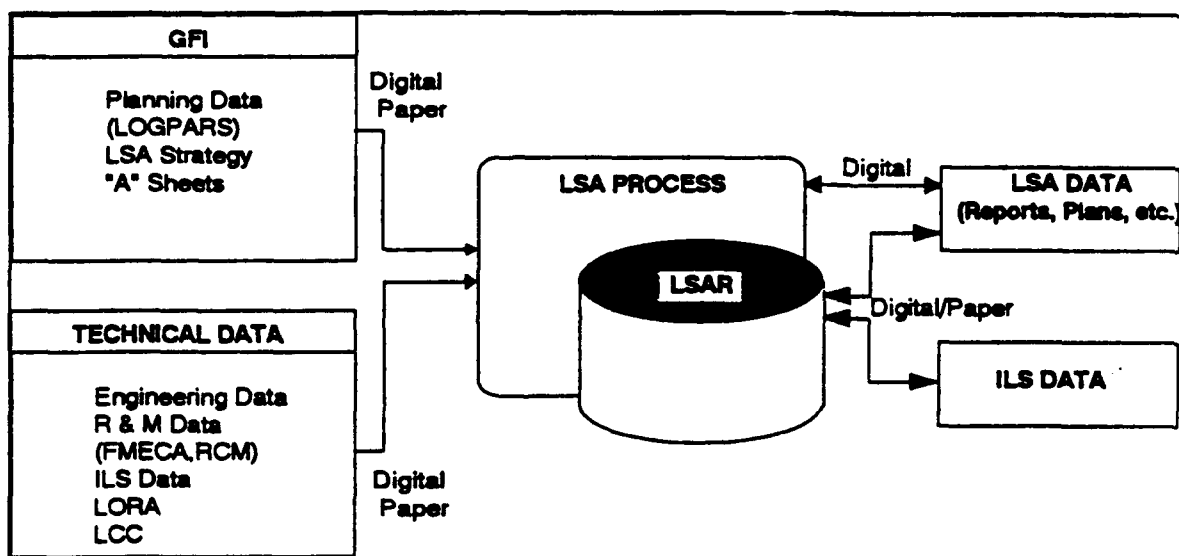 GFI
Planning Data
(LOGPARS)
LSA Strategy
"A" Sheets
Digital
Paper
TECHNICAL DATA
Engineering Data
R & M Data
(FMECA,RCM)
ILS Data
LORA
LCC
Digital
Paper
LSA PROCESS
LSAR
Digital
Digital/Paper
LSA DATA
(Reports, Plans, etc.)
ILS DATA